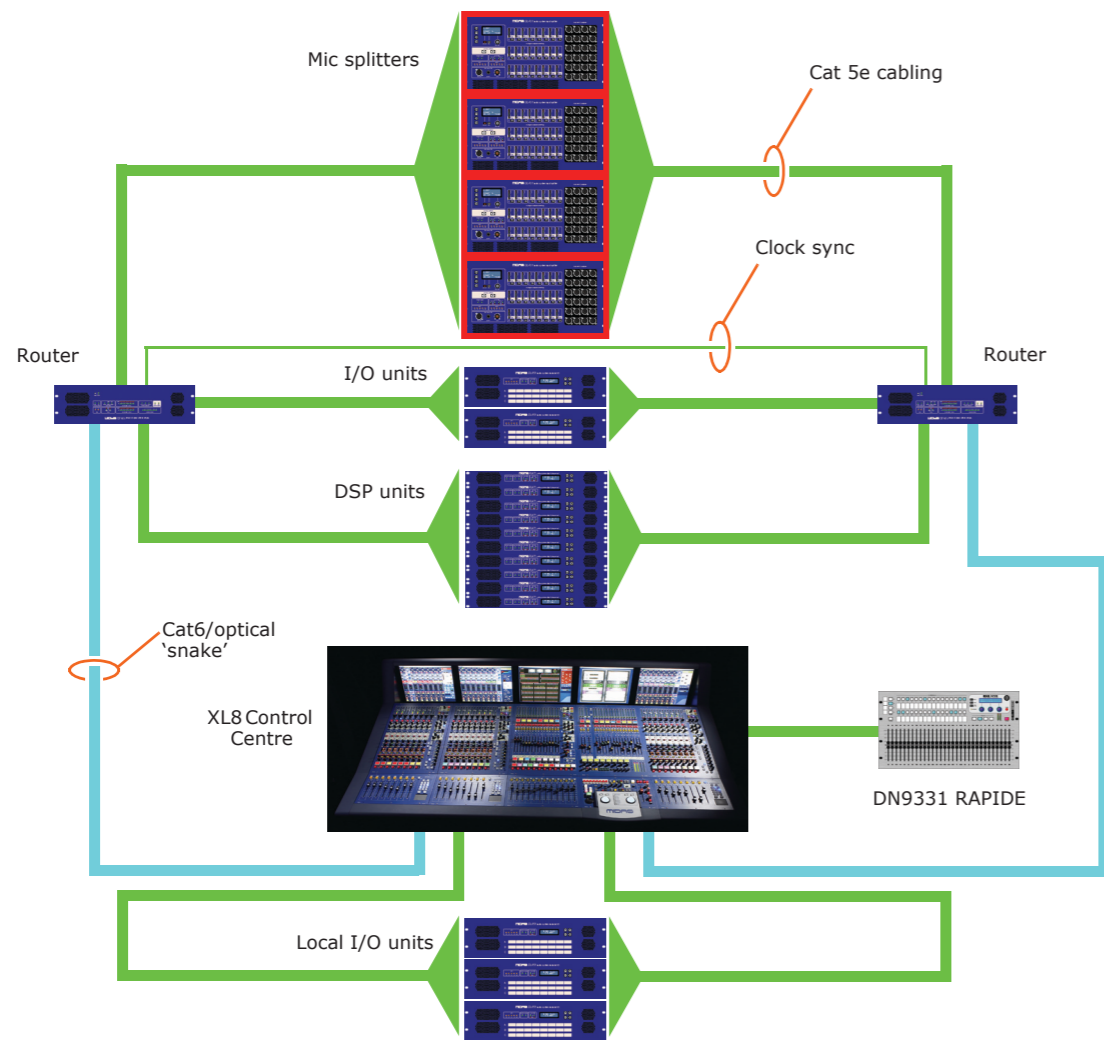 Mic splitters
Cat 5e cabling
Clock sync
Router
Router
I/O units
DSP units
Cat6/optical
‘snake’
XL8 Control
Centre
DN9331 RAPIDE
Local I/O units